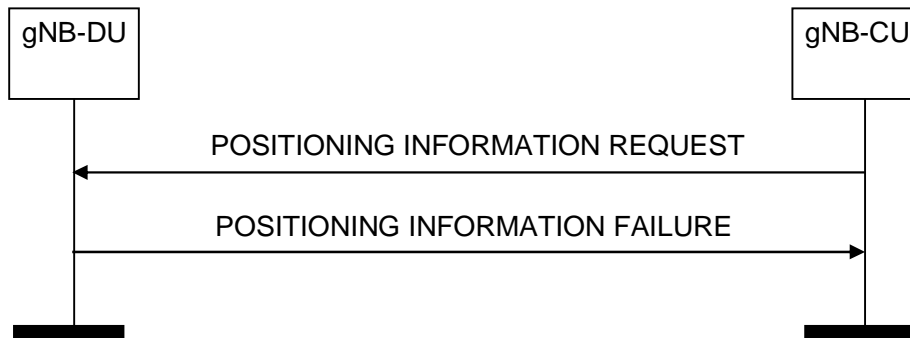 gNB-DU
gNB-CU
POSITIONING INFORMATION REQUEST
POSITIONING INFORMATION FAILURE